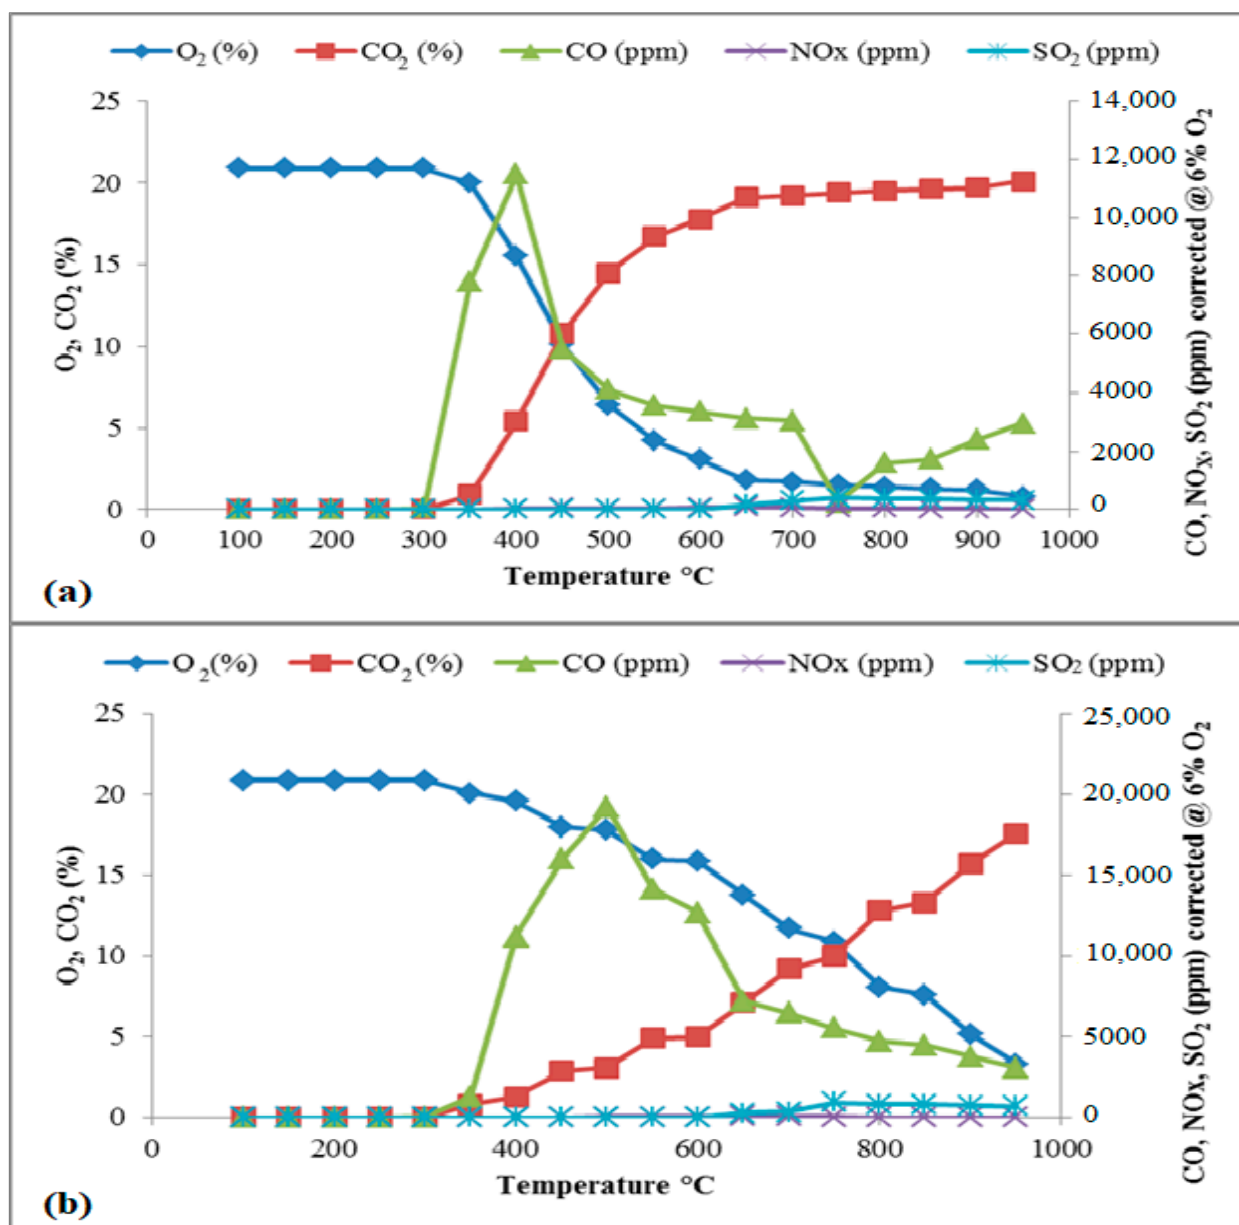 O2 (%) CO2 (%) CO (ppm) NOx (ppm) SO2 (ppm)
25
20
15
10
5
0
O2, CO2 (%)
14,000
12,000
10,000
8000
6000
4000
2000
0
CO, NOX, SO2 (ppm) corrected @ 6% O2
0 100 200 300 400 500 600 700 800 900 1000
Temperature °C
(a)
O2(%) CO2(%) CO (ppm) NOx (ppm) SO2 (ppm)
25
20
15
10
5
0
O2, CO2 (%)
25,000
20,000
15,000
10,000
5000
0
CO, NOx, SO2 (ppm) corrected @ 6% O2
0 200 400 600 800 1000
Temperature °C
(b)